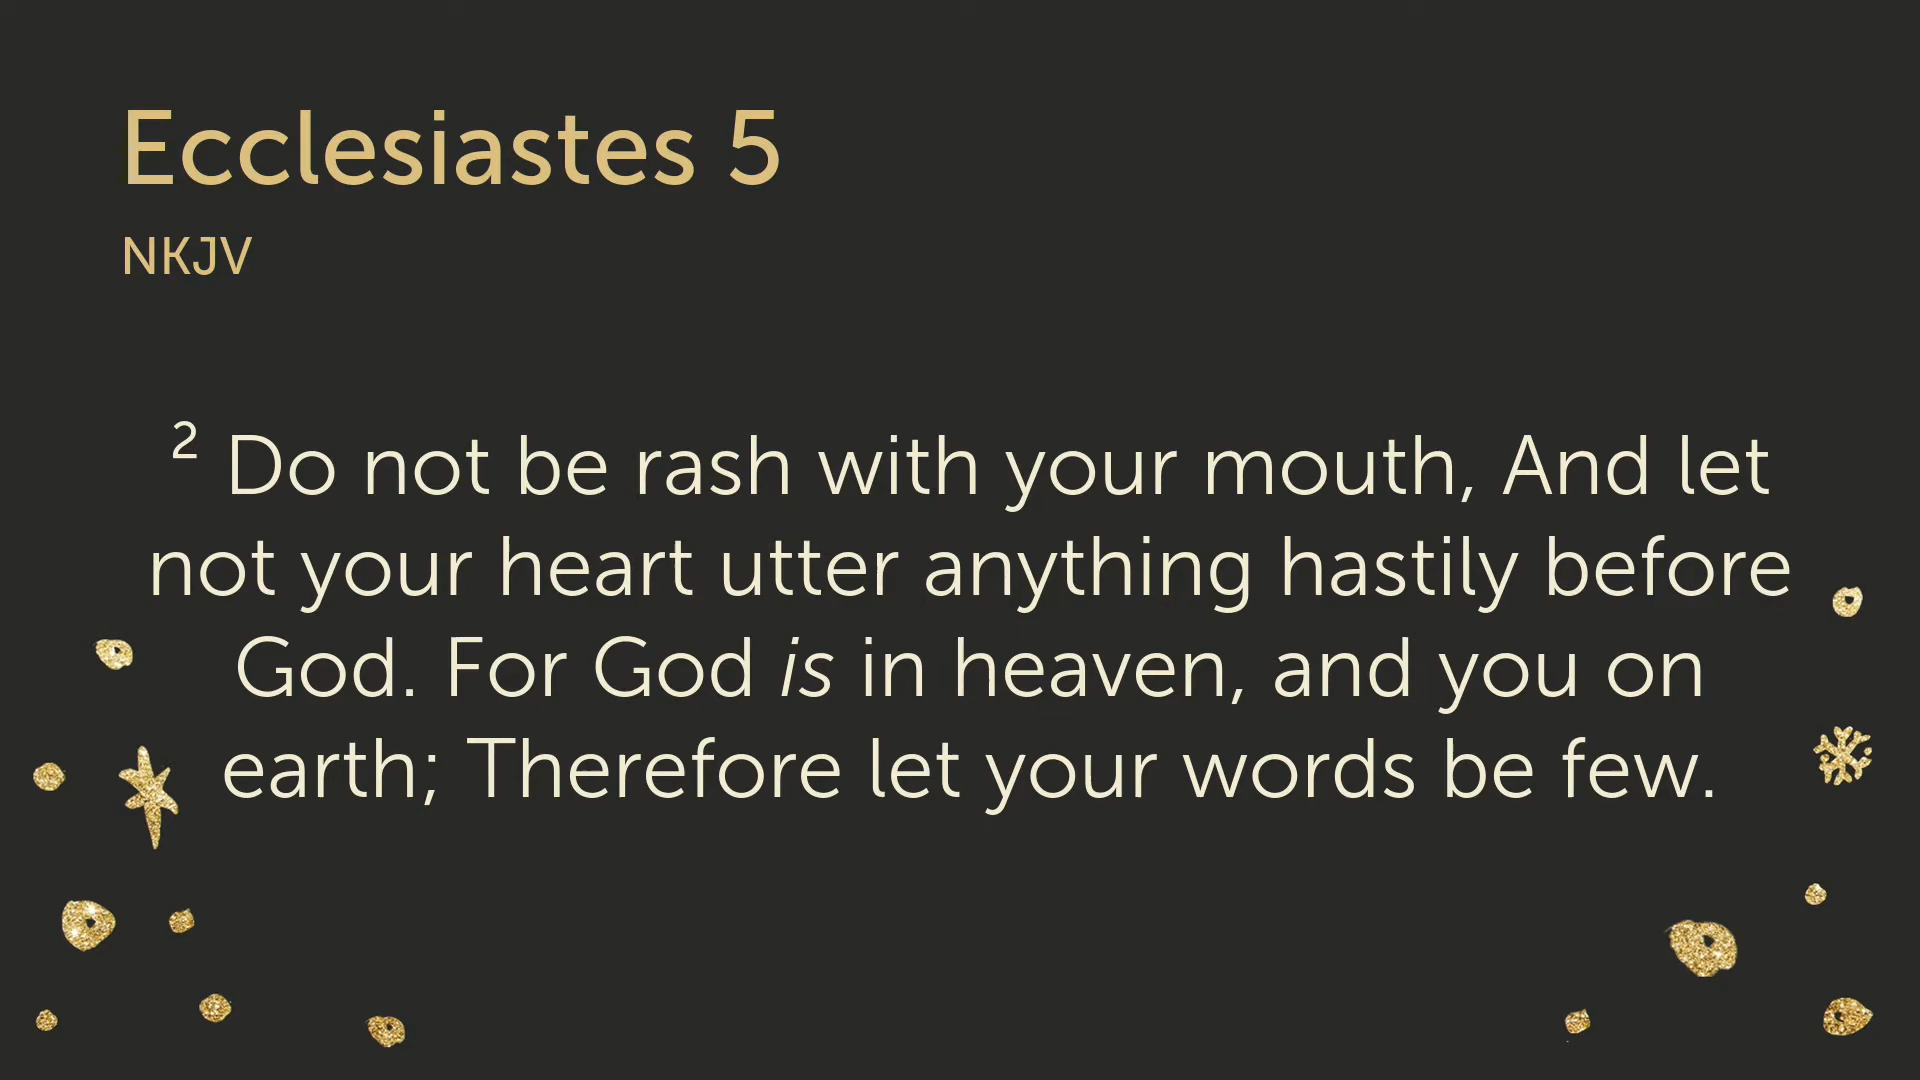 Ecclesiastes 5
NKJV
² Do not be rash with your mouth, And let
not your heart utter anything hastily before
God. For God is in heaven, and you on
earth; Therefore let your words be few.